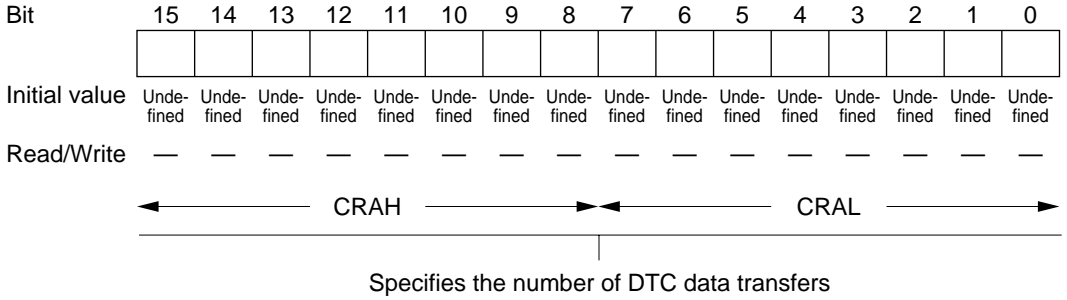 Bit 15 14 13 12 11 10 9 8 7 6 5 4 3 2 1 0
Initial value Unde- Unde- Unde- Unde- Unde- Unde- Unde- Unde- Unde- Unde- Unde- Unde- Unde- Unde- Unde- Unde-
fined fined fined fined fined fined fined fined fined fined fined fined fined fined fined fined
Read/Write — — — — — — — — — — — — — — — —
CRAH CRAL
Specifies the number of DTC data transfers